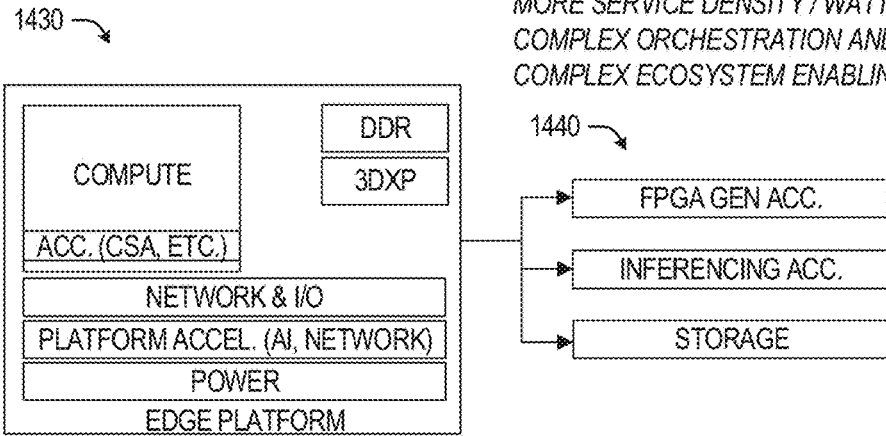 MORE SERVICE DENSITY / WATT
COMPLEX ORCHESTRATION AND
COMPLEX ECOSYSTEM
1430
1440
COMPUTE
ACC. (CSA, ETC.)
DDR
3DXP
NETWORK & I/O
PLATFORM ACCEL. (AI, NETWORK)
POWER
EDGE PLATFORM
FPGA GEN ACC.
INFERENCING ACC.
STORAGE